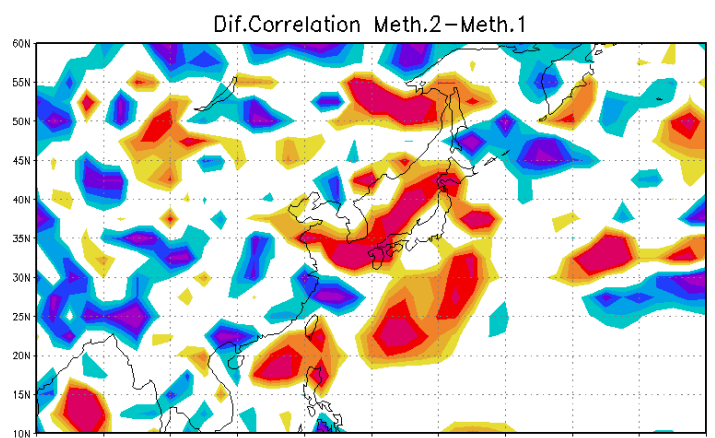 Dif.Correlation Meth.2-Meth.1
60N
55N
50N
45N
40N
35N
30N
25N
20N
15N
10N